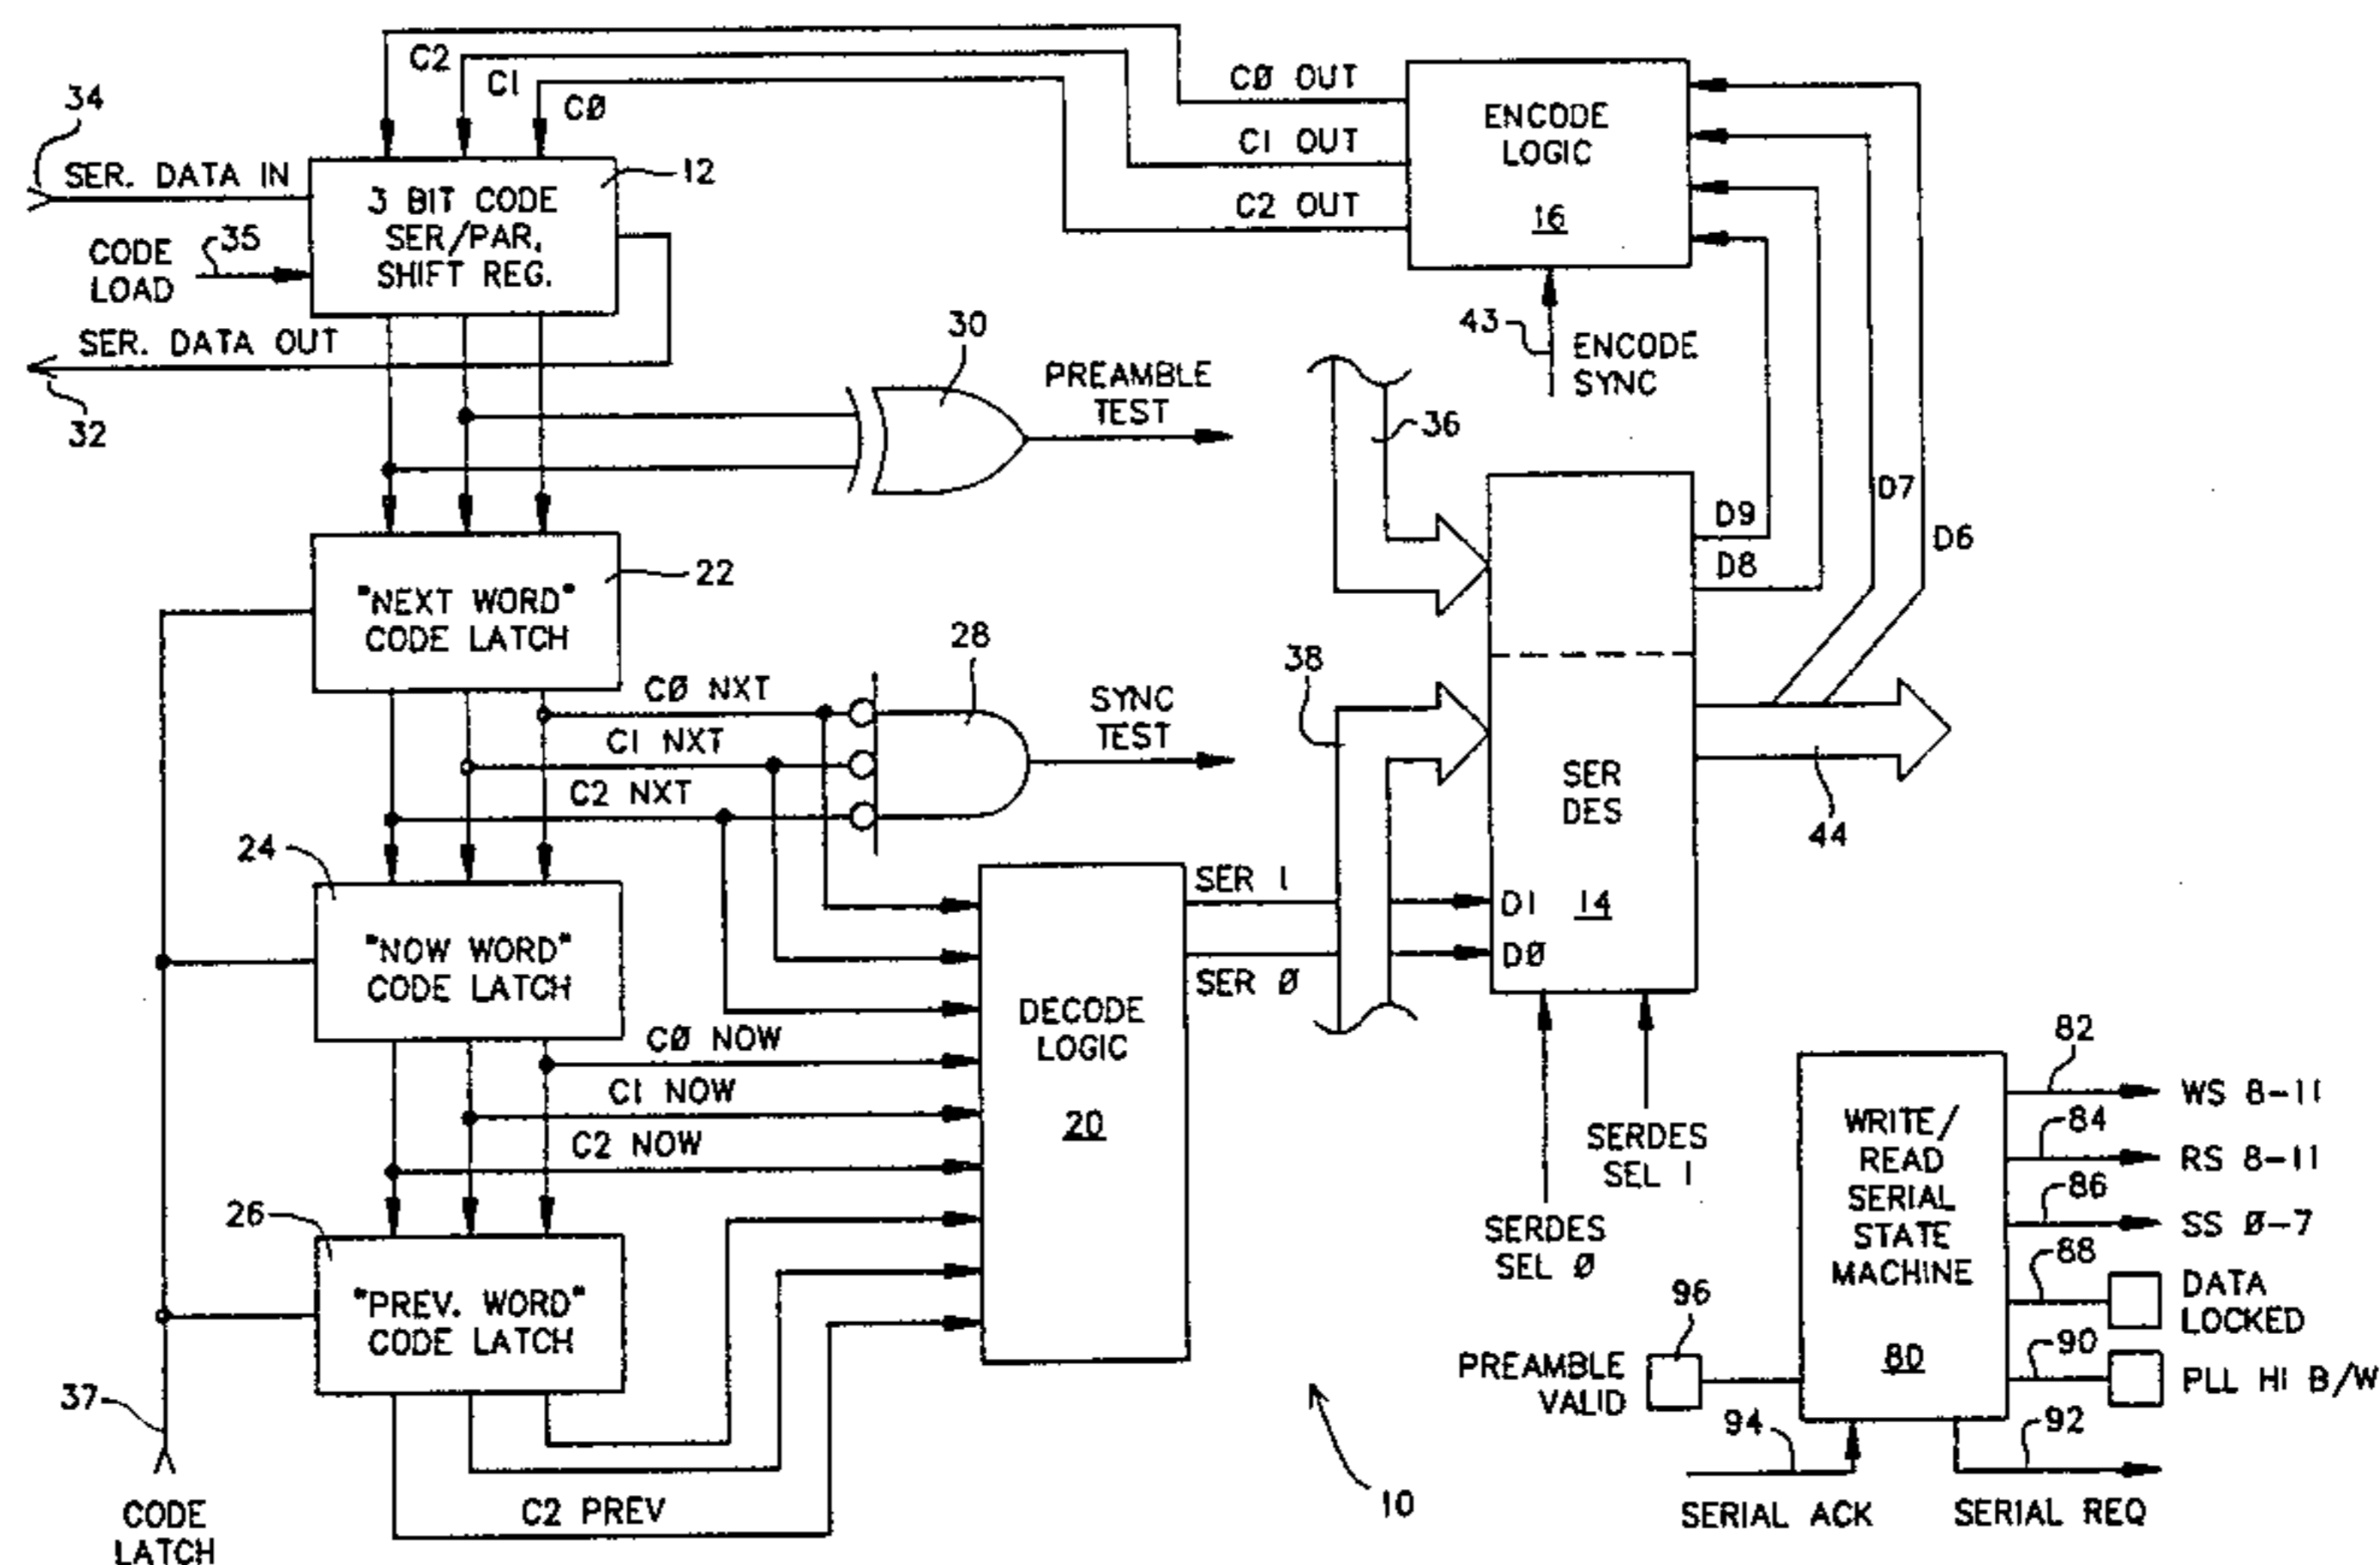 C2
C1
CØ
CØ OUT
C1 OUT
C2 OUT
ENCODE
LOGIC
16
34
SER. DATA IN
12
3 BIT CODE
SER/PAR.
SHIFT REG.
CODE
LOAD
35
SER. DATA OUT
32
43
ENCODE
SYNC
30
PREAMBLE
TEST
36
D7
D6
D9
D8
"NEXT WORD"
CODE LATCH
22
28
38
CØ NXT
C1 NXT
C2 NXT
SYNC
TEST
SER
DES
14
D1
DØ
44
24
"NOW WORD"
CODE LATCH
SER 1
SER Ø
DECODE
LOGIC
20
CØ NOW
C1 NOW
C2 NOW
SERDES
SEL 1
SERDES
SEL Ø
26
"PREV. WORD"
CODE LATCH
C2 PREV
37
CODE
LATCH
10
WRITE/
READ
SERIAL
STATE
MACHINE
80
82
WS 8-11
84
RS 8-11
86
SS Ø-7
88
DATA
LOCKED
90
PLL HI B/W
92
96
PREAMBLE
VALID
94
SERIAL ACK
SERIAL REQ